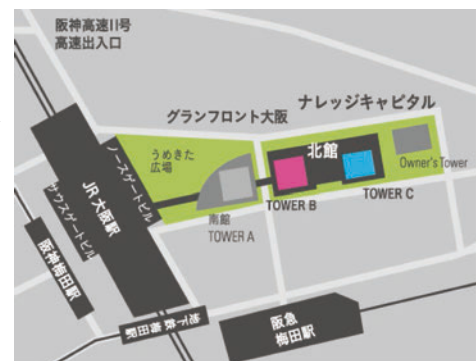 阪神高速11号
高速出入口
ナレッジキャピタル
グランフロント大阪
北館
うめきた
広場
Owner's Tower
ノースゲートビル
TOWER B
TOWER C
南館
TOWER A
JR大阪駅
サウスゲートビル
阪神梅田駅
地下鉄梅田駅
阪急
梅田駅